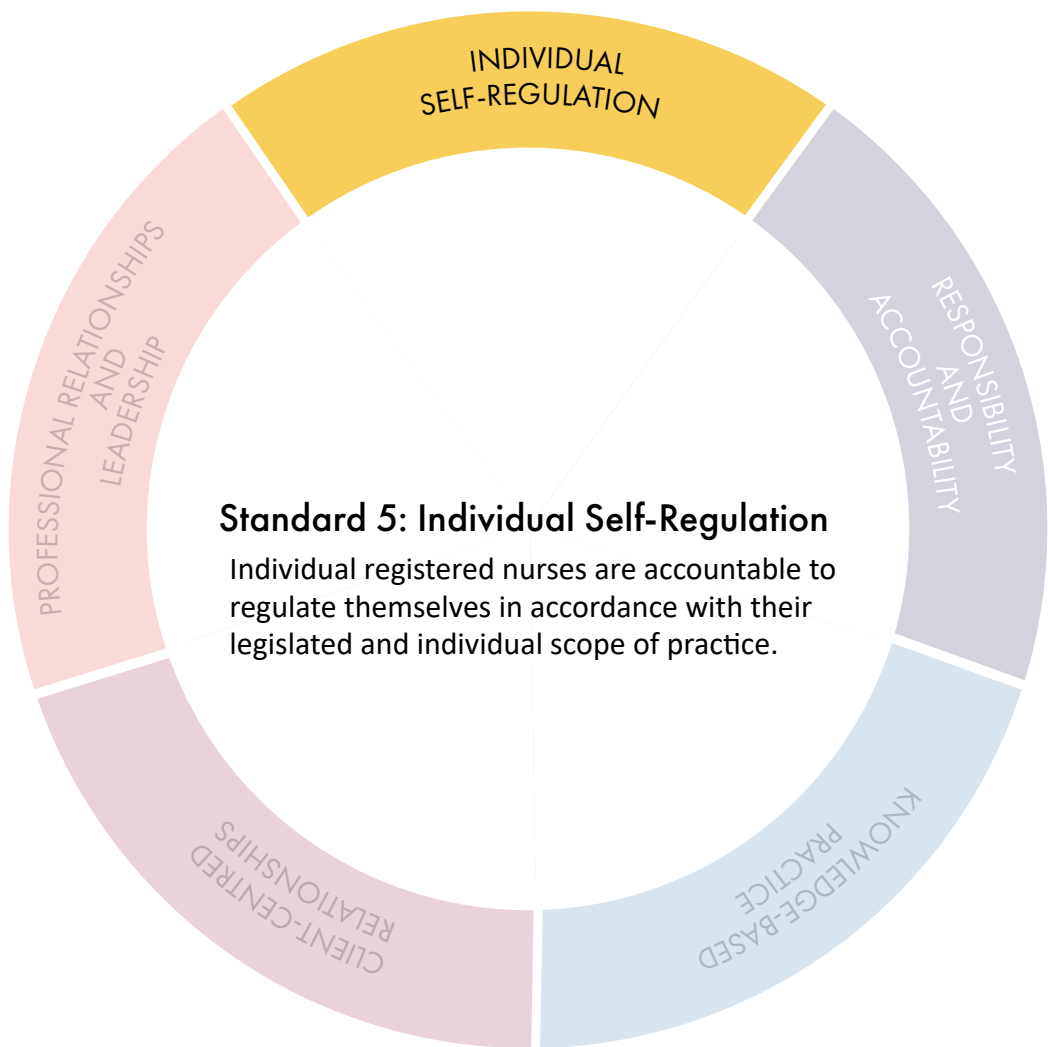 INDIVIDUAL
SELF-REGULATION
RESPONSIBILITY
AND
ACCOUNTABILITY
KNOWLEDGE-BASED
PRACTICE
CLIENT-CENTRED
RELATIONSHIPS
PROFESSIONAL RELATIONSHIPS
AND
LEADERSHIP
Standard 5: Individual Self-Regulation
Individual registered nurses are accountable to
regulate themselves in accordance with their
legislated and individual scope of practice.